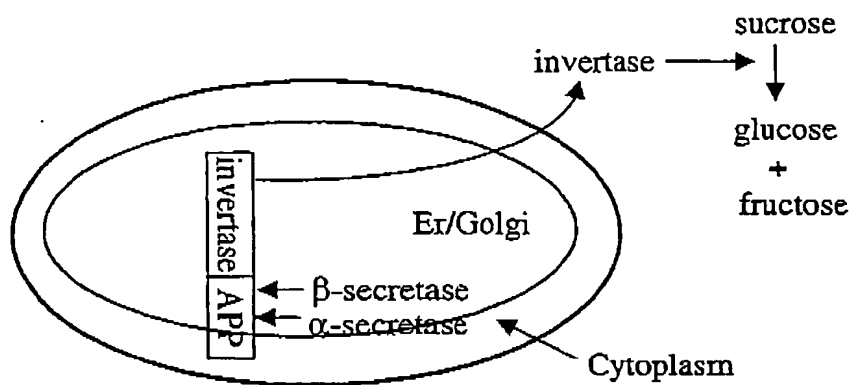 sucrose
invertase
glucose
+
fructose
invertase
APP
Er/Golgi
β-secretase
α-secretase
Cytoplasm